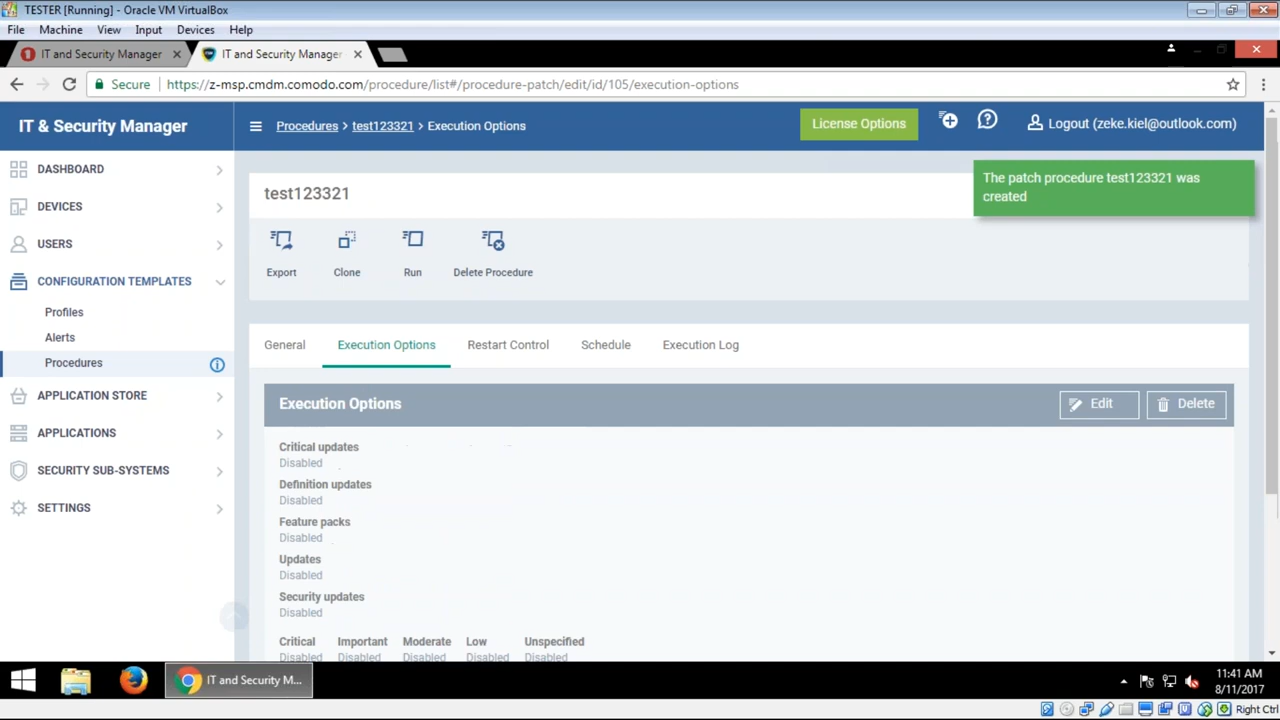 TESTER [Running] - Oracle VM VirtualBox
File Machine View Input Devices Help
IT and Security Manager
IT and Security Manager
Secure https://z-msp.cmdm.comodo.com/procedure/list#/procedure-patch/edit/id/105/execution-options
IT & Security Manager
Procedures > test123321 > Execution Options
License Options
Logout (zeke.kiel@outlook.com)
The patch procedure test123321 was
created
DASHBOARD
DEVICES
USERS
CONFIGURATION TEMPLATES
Profiles
Alerts
Procedures
APPLICATION STORE
APPLICATIONS
SECURITY SUB-SYSTEMS
SETTINGS
test123321
Export Clone Run Delete Procedure
General Execution Options Restart Control Schedule Execution Log
Execution Options
Edit Delete
Critical updates
Disabled
Definition updates
Disabled
Feature packs
Disabled
Updates
Disabled
Security updates
Disabled
Critical Important Moderate Low Unspecified
Disabled Disabled Disabled Disabled Disabled
IT and Security M...
11:41 AM
8/11/2017
Right Ctrl